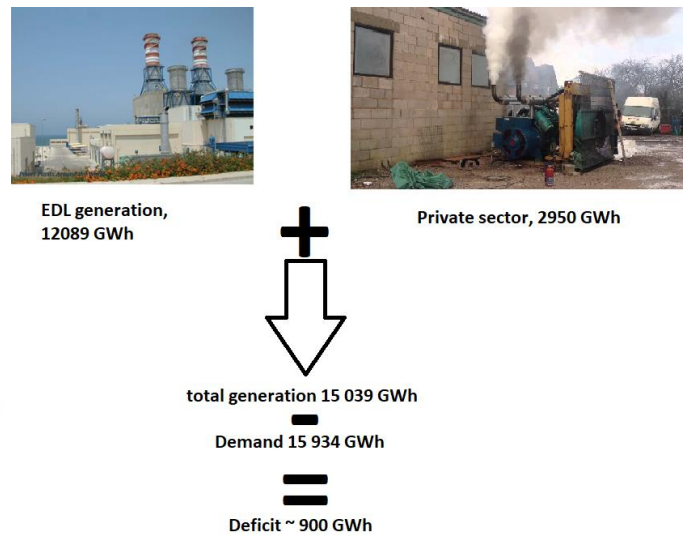 EDL generation,
12089 GWh
Private sector, 2950 GWh
+
total generation 15 039 GWh
-
Demand 15 934 GWh
=
Deficit ~ 900 GWh